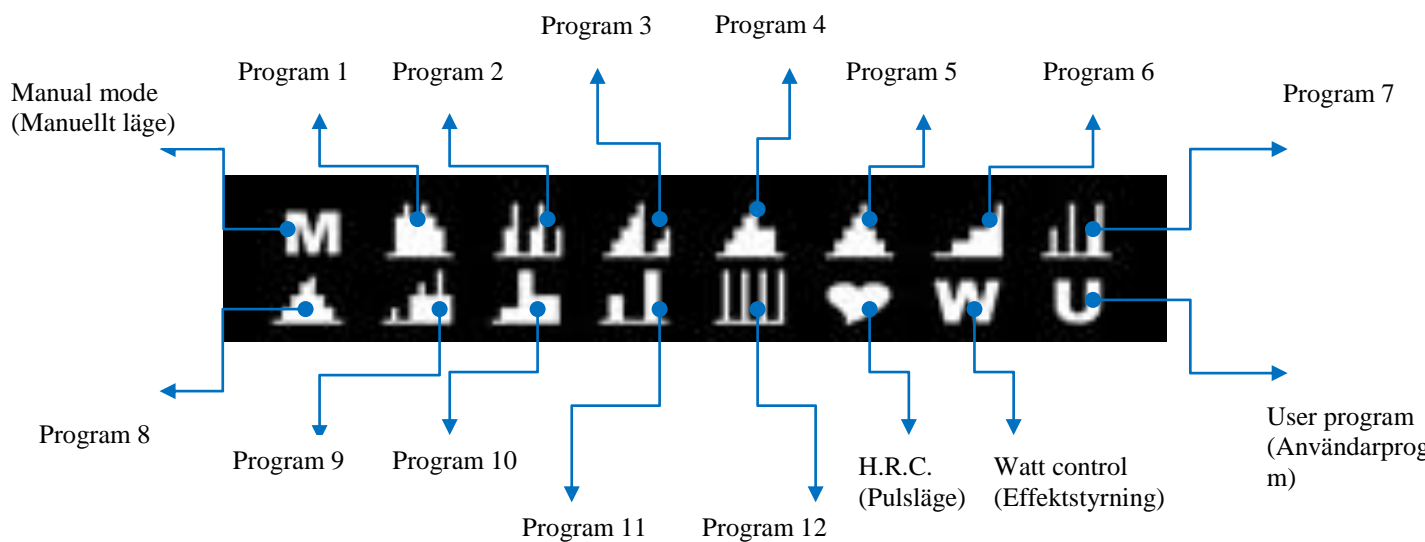 Program 3
Program 4
Program 1
Program 2
Program 5
Program 6
Program 7
Manual mode
(Manuellt läge)
M
W
U
Program 8
Program 9
Program 10
H.R.C.
(Pulsläge)
Watt control
(Effektstyrning)
User program
(Användarprog
m)
Program 11
Program 12